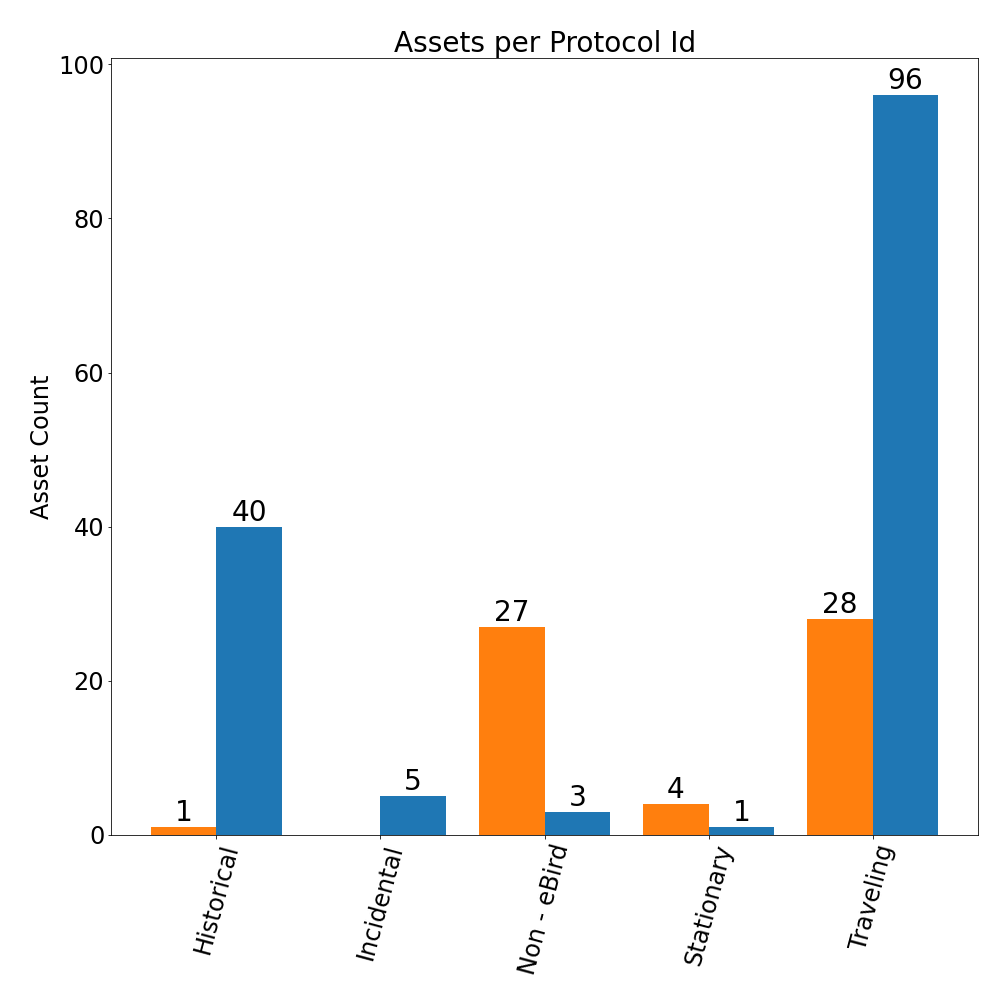 Assets per Protocol Id
Asset Count
100
80
60
40
20
0
1
40
5
27
3
4
1
28
96
Historical
Incidental
Non - eBird
Stationary
Traveling